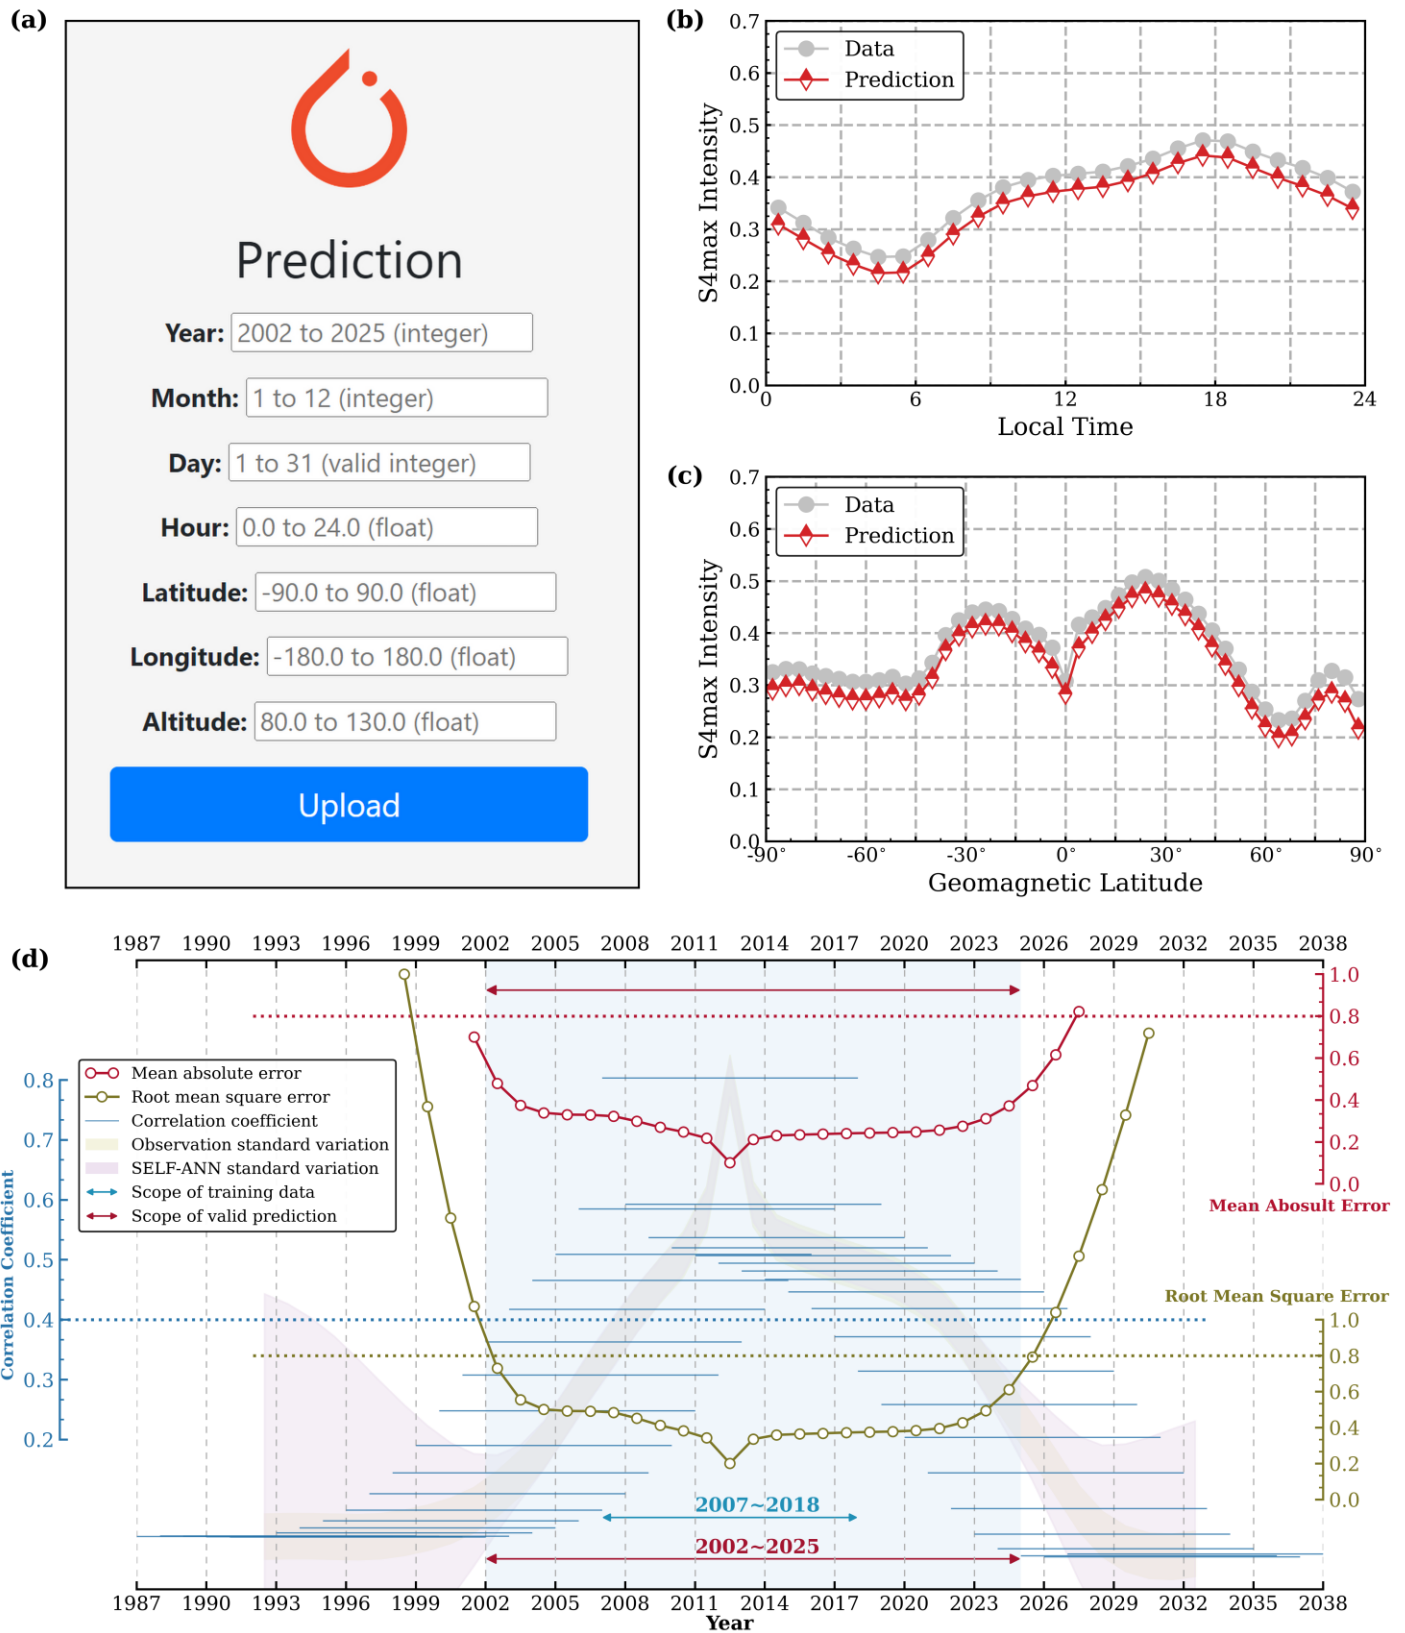 (a)
Prediction
Year: 2002 to 2025 (integer)
Month: 1 to 12 (integer)
Day: 1 to 31 (valid integer)
Hour: 0.0 to 24.0 (float)
Latitude: -90.0 to 90.0 (float)
Longitude: -180.0 to 180.0 (float)
Altitude: 80.0 to 130.0 (float)
Upload
(b)
Data
Prediction
S4max Intensity
0.7
0.6
0.5
0.4
0.3
0.2
0.1
0.0
0 6 12 18 24
Local Time
(c)
Data
Prediction
S4max Intensity
0.7
0.6
0.5
0.4
0.3
0.2
0.1
0.0
-90° -60° -30° 0° 30° 60° 90°
Geomagnetic Latitude
(d)
1987 1990 1993 1996 1999 2002 2005 2008 2011 2014 2017 2020 2023 2026 2029 2032 2035 2038
Mean absolute error
Root mean square error
Correlation coefficient
Observation standard variation
SELF-ANN standard variation
Scope of training data
Scope of valid prediction
Correlation Coefficient
0.8
0.7
0.6
0.5
0.4
0.3
0.2
1.0
0.8
0.6
0.4
0.2
0.0
Mean Abosult Error
Root Mean Square Error
1.0
0.8
0.6
0.4
0.2
0.0
2007~2018
2002~2025
1987 1990 1993 1996 1999 2002 2005 2008 2011 2014 2017 2020 2023 2026 2029 2032 2035 2038
Year